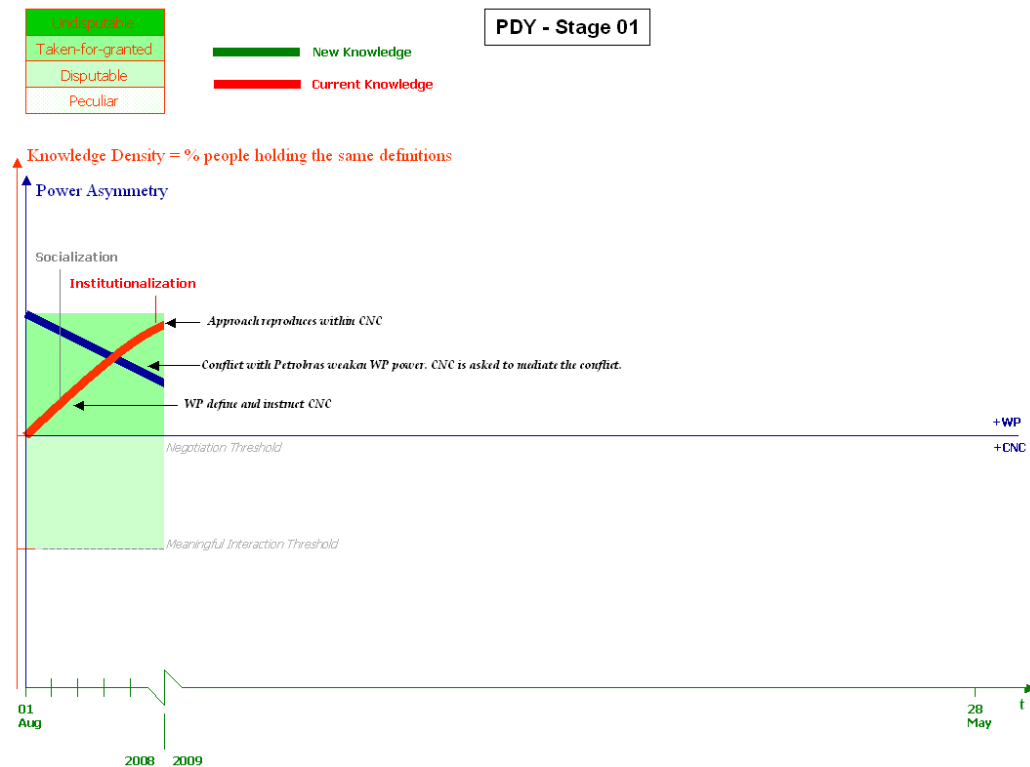 PDY - Stage 01
Undisputable
Taken-for-granted
Disputable
Peculiar
New Knowledge
Current Knowledge
Knowledge Density = % people holding the same definitions
Power Asymmetry
Socialization
Institutionalization
Approach reproduces within CNC
Conflict with Petrobras weaken WP power. CNC is asked to mediate the conflict.
WP define and instruct CNC
+WP
Negotiation Threshold
+CNC
Meaningful Interaction Threshold
01
Aug
28
May
t
2008
2009